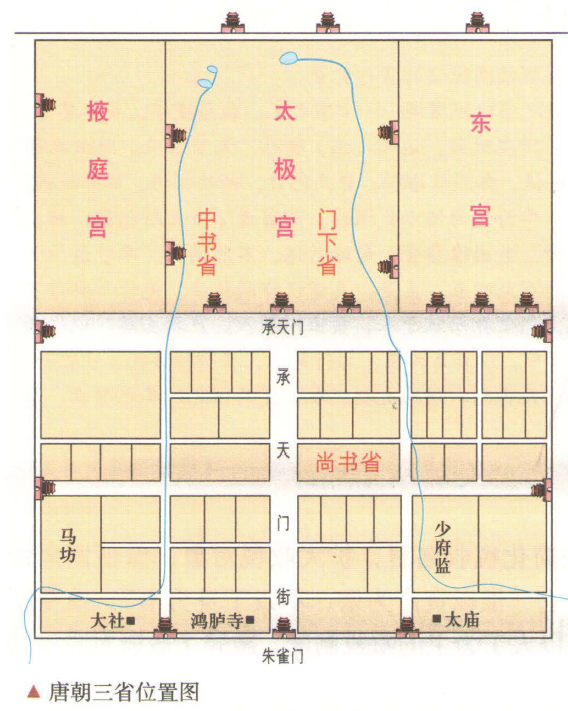 掖庭宫
太极宫
东宫
中书省
门下省
承天门
承天门街
尚书省
马坊
少府监
大社
鸿胪寺
太庙
朱雀门
▲ 唐朝三省位置图